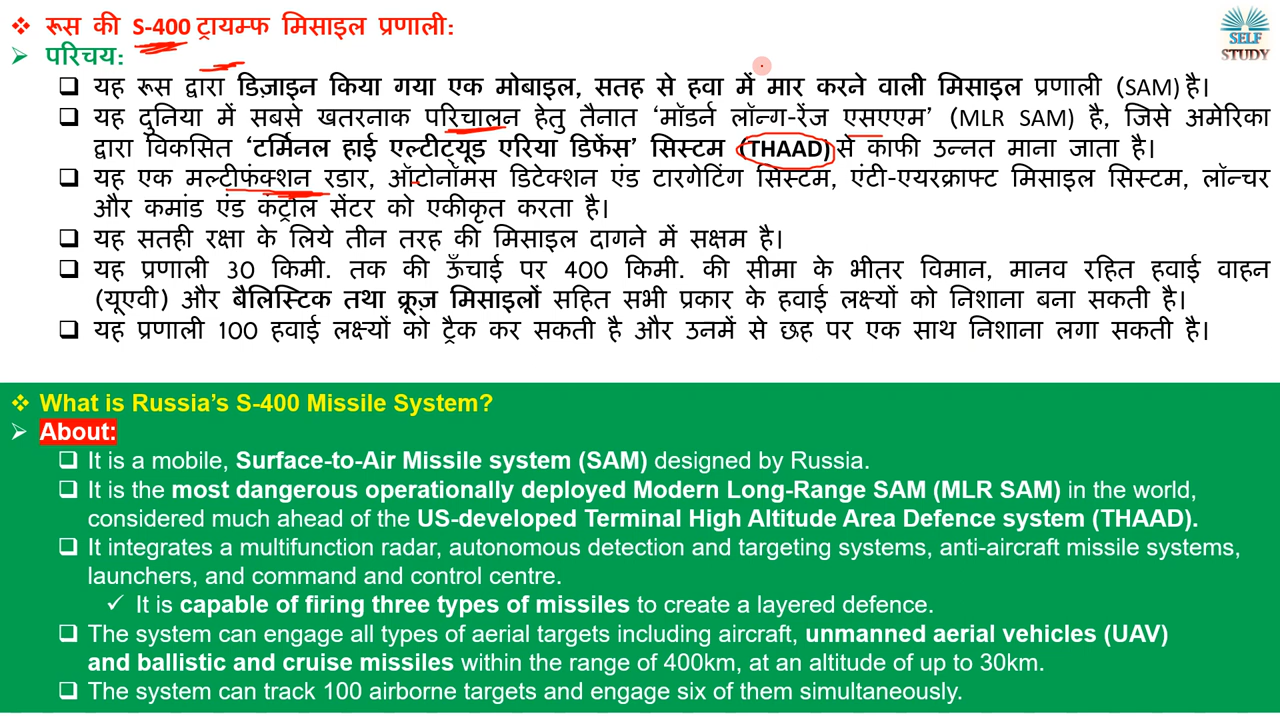 ❖ रूस की S-400 ट्रायम्फ मिसाइल प्रणाली:
SELF
STUDY
➢ परिचय:
❑ यह रूस द्वारा डिज़ाइन किया गया एक मोबाइल, सतह से हवा में मार करने वाली मिसाइल प्रणाली (SAM) है।
❑ यह दुनिया में सबसे खतरनाक परिचालन हेतु तैनात ‘मॉडर्न लॉन्ग-रेंज एसएएम’ (MLR SAM) है, जिसे अमेरिका
द्वारा विकसित ‘टर्मिनल हाई एल्टीट्यूड एरिया डिफेंस’ सिस्टम (THAAD) से काफी उन्नत माना जाता है।
❑ यह एक मल्टीफंक्शन रडार, ऑटोनॉमस डिटेक्शन एंड टारगेटिंग सिस्टम, एंटी-एयरक्राफ्ट मिसाइल सिस्टम, लॉन्चर
और कमांड एंड कंट्रोल सेंटर को एकीकृत करता है।
❑ यह सतही रक्षा के लिये तीन तरह की मिसाइल दागने में सक्षम है।
❑ यह प्रणाली 30 किमी. तक की ऊँचाई पर 400 किमी. की सीमा के भीतर विमान, मानव रहित हवाई वाहन
(यूएवी) और बैलिस्टिक तथा क्रूज़ मिसाइलों सहित सभी प्रकार के हवाई लक्ष्यों को निशाना बना सकती है।
❑ यह प्रणाली 100 हवाई लक्ष्यों को ट्रैक कर सकती है और उनमें से छह पर एक साथ निशाना लगा सकती है।
❖ What is Russia’s S-400 Missile System?
➢ About:
❑ It is a mobile, Surface-to-Air Missile system (SAM) designed by Russia.
❑ It is the most dangerous operationally deployed Modern Long-Range SAM (MLR SAM) in the world,
considered much ahead of the US-developed Terminal High Altitude Area Defence system (THAAD).
❑ It integrates a multifunction radar, autonomous detection and targeting systems, anti-aircraft missile systems,
launchers, and command and control centre.
✓ It is capable of firing three types of missiles to create a layered defence.
❑ The system can engage all types of aerial targets including aircraft, unmanned aerial vehicles (UAV)
and ballistic and cruise missiles within the range of 400km, at an altitude of up to 30km.
❑ The system can track 100 airborne targets and engage six of them simultaneously.